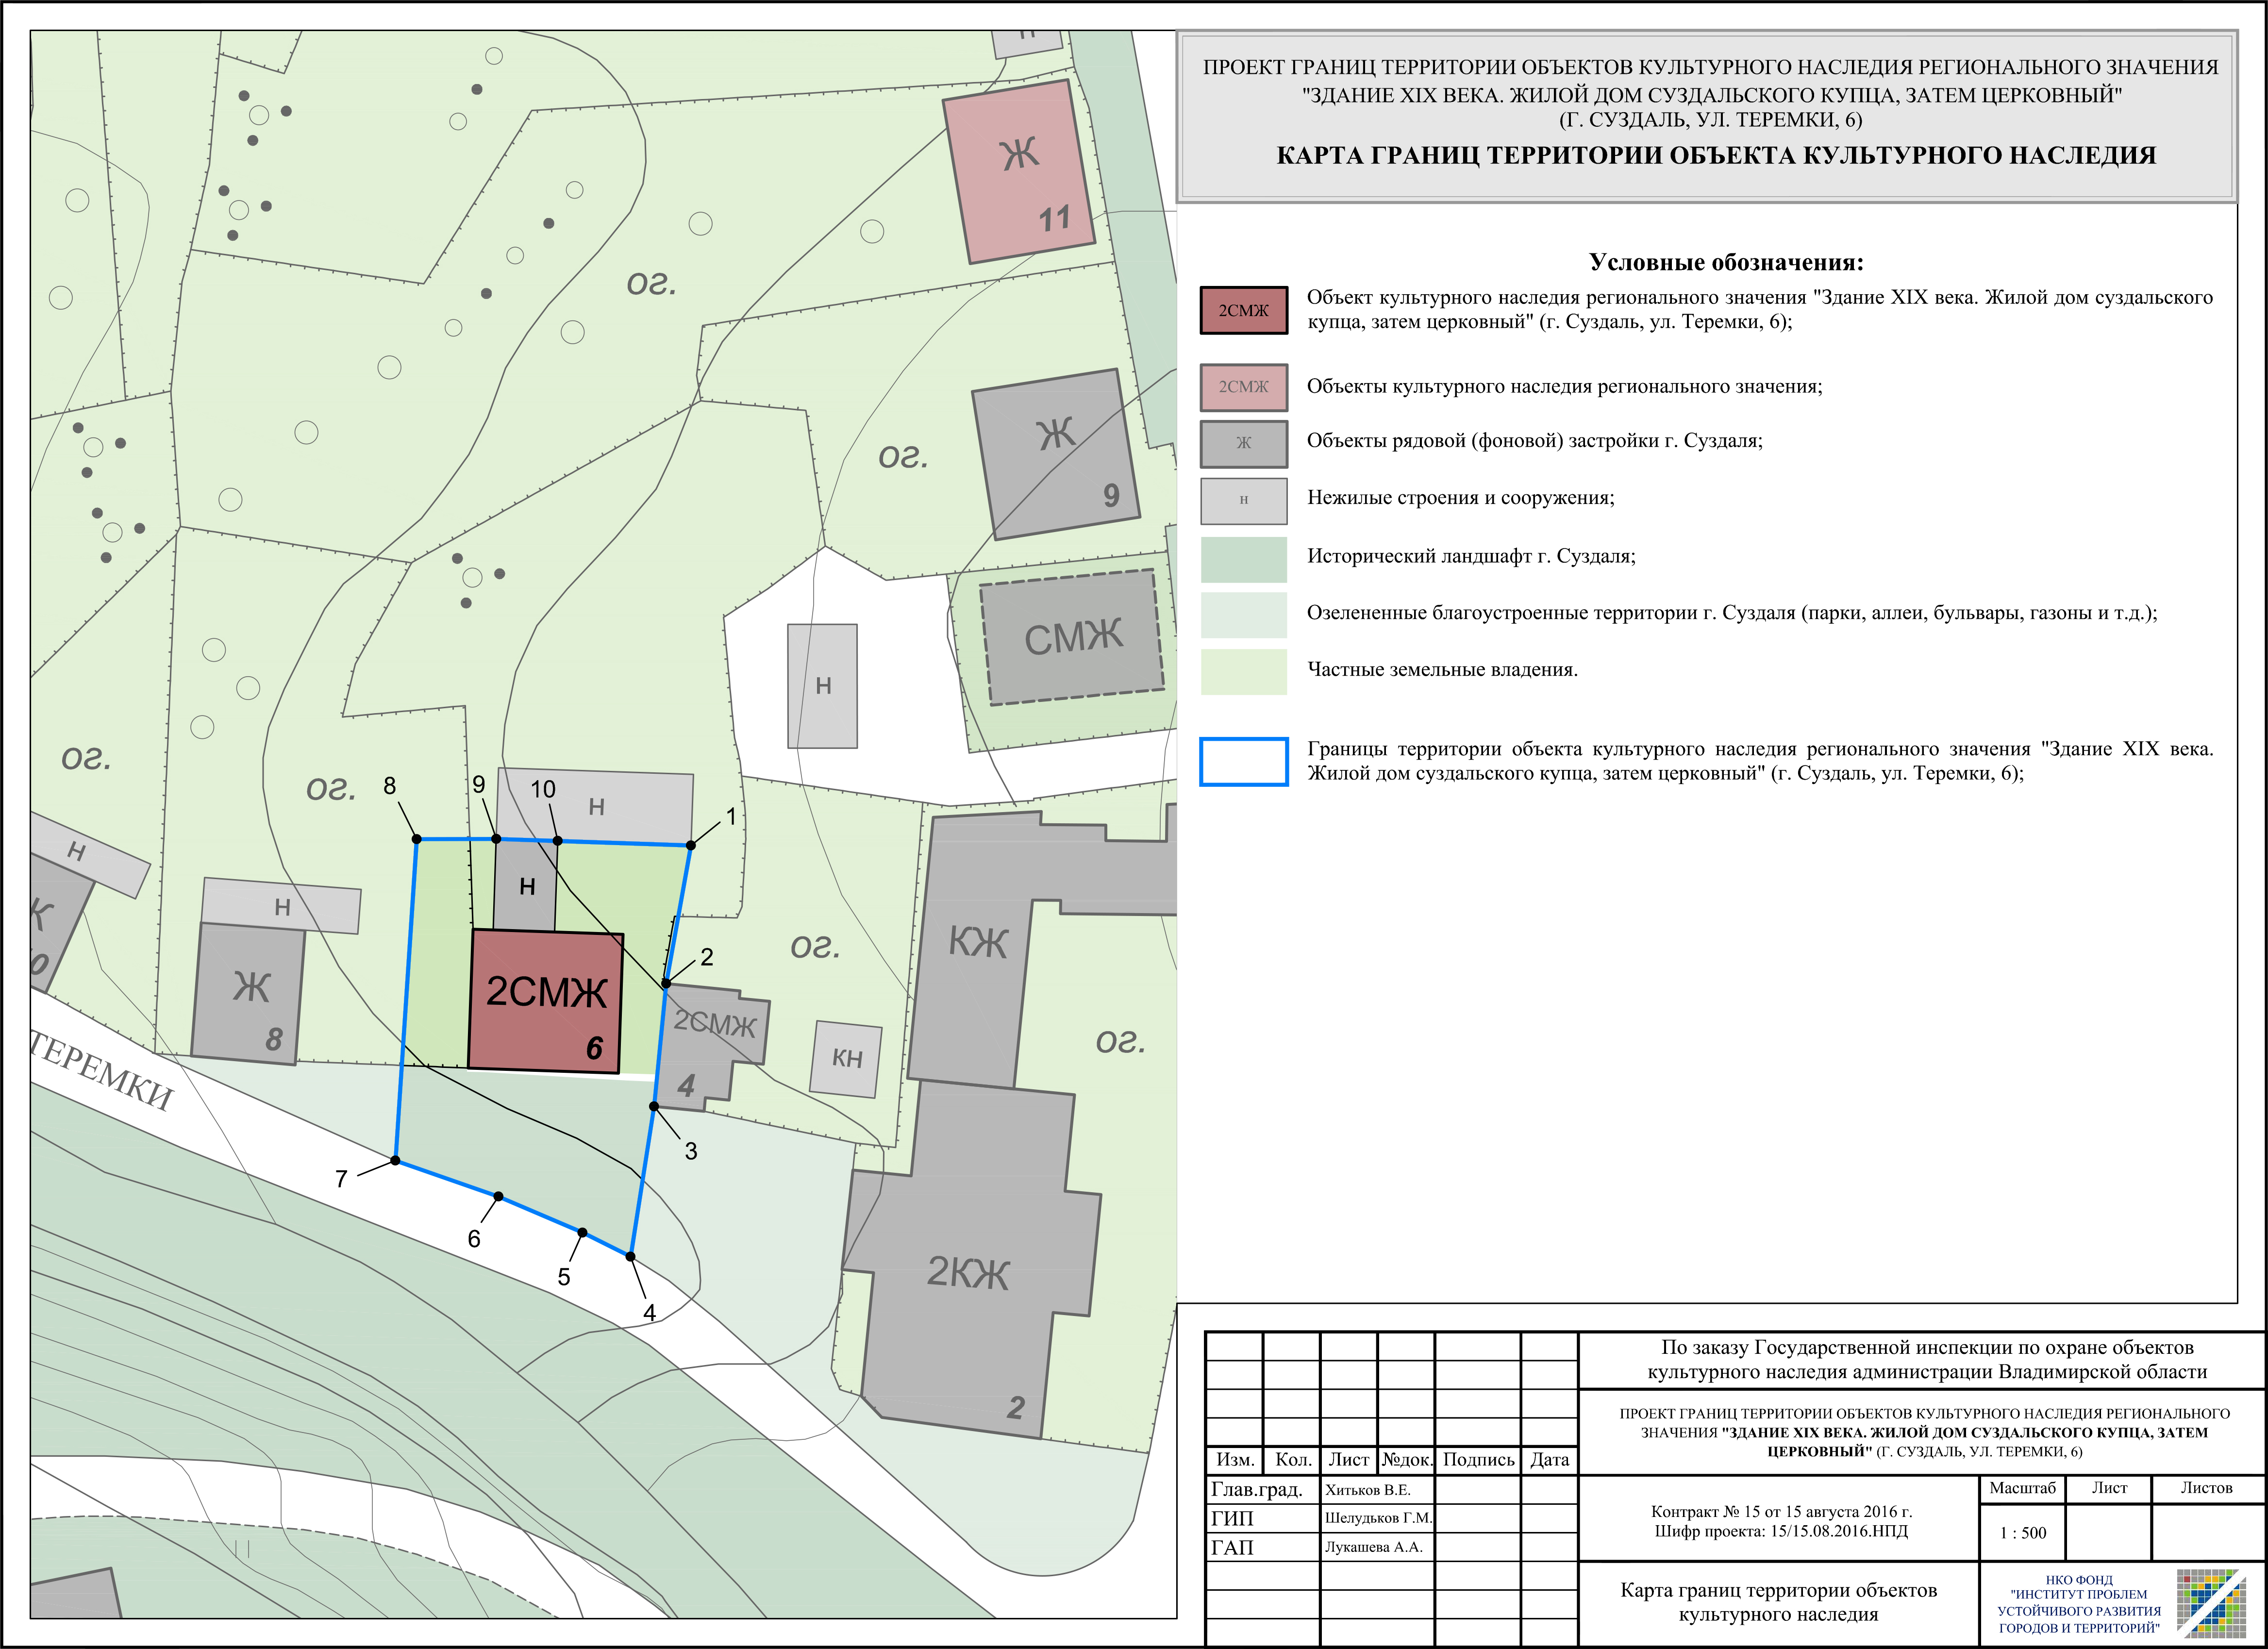 ПРОЕКТ ГРАНИЦ ТЕРРИТОРИИ ОБЪЕКТОВ КУЛЬТУРНОГО НАСЛЕДИЯ РЕГИОНАЛЬНОГО ЗНАЧЕНИЯ
"ЗДАНИЕ XIX ВЕКА. ЖИЛОЙ ДОМ СУЗДАЛЬСКОГО КУПЦА, ЗАТЕМ ЦЕРКОВНЫЙ"
(Г. СУЗДАЛЬ, УЛ. ТЕРЕМКИ, 6)
КАРТА ГРАНИЦ ТЕРРИТОРИИ ОБЪЕКТА КУЛЬТУРНОГО НАСЛЕДИЯ
Условные обозначения:
2СМЖ
Объект культурного наследия регионального значения "Здание XIX века. Жилой дом суздальского
купца, затем церковный" (г. Суздаль, ул. Теремки, 6);
2СМЖ
Объекты культурного наследия регионального значения;
Ж
Объекты рядовой (фоновой) застройки г. Суздаля;
н
Нежилые строения и сооружения;
Исторический ландшафт г. Суздаля;
Озелененные благоустроенные территории г. Суздаля (парки, аллеи, бульвары, газоны и т.д.);
Частные земельные владения.
Границы территории объекта культурного наследия регионального значения "Здание XIX века.
Жилой дом суздальского купца, затем церковный" (г. Суздаль, ул. Теремки, 6);
н
Ж
11
ог.
Ж
9
ог.
СМЖ
н
ог.
ог.
8
9
10
н
1
н
н
н
Ж
0
Ж
8
2СМЖ
6
2
2СМЖ
4
ог.
кн
КЖ
ог.
ТЕРЕМКИ
3
7
6
5
4
2КЖ
2
Изм.
Кол.
Лист
№док.
Подпись
Дата
Глав.град.
Хитьков В.Е.
ГИП
Шелудьков Г.М.
ГАП
Лукашева А.А.
По заказу Государственной инспекции по охране объектов
культурного наследия администрации Владимирской области
ПРОЕКТ ГРАНИЦ ТЕРРИТОРИИ ОБЪЕКТОВ КУЛЬТУРНОГО НАСЛЕДИЯ РЕГИОНАЛЬНОГО
ЗНАЧЕНИЯ "ЗДАНИЕ XIX ВЕКА. ЖИЛОЙ ДОМ СУЗДАЛЬСКОГО КУПЦА, ЗАТЕМ
ЦЕРКОВНЫЙ" (Г. СУЗДАЛЬ, УЛ. ТЕРЕМКИ, 6)
Контракт № 15 от 15 августа 2016 г.
Шифр проекта: 15/15.08.2016.НПД
Масштаб
Лист
Листов
1 : 500
Карта границ территории объектов
культурного наследия
НКО ФОНД
"ИНСТИТУТ ПРОБЛЕМ
УСТОЙЧИВОГО РАЗВИТИЯ
ГОРОДОВ И ТЕРРИТОРИЙ"